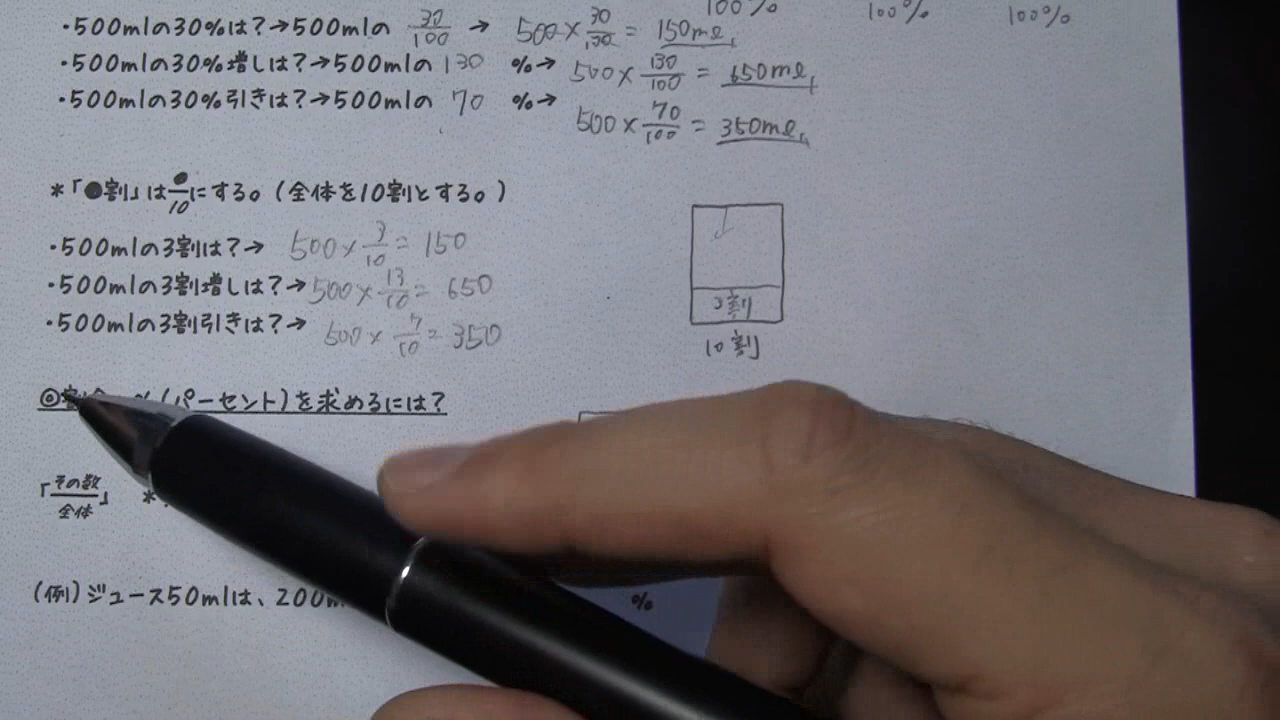 100% 100% 100%
・500mlの30%は?→500mlの 30/100 → 500×30/100=150mℓ
・500mlの30%増しは?→500mlの 130 %→ 500×130/100=650mℓ
・500mlの30%引きは?→500mlの 70 %→ 500×70/100=350mℓ
*「●割」は●/10にする。(全体を10割とする。)
・500mlの3割は?→ 500×3/10=150
・500mlの3割増しは?→ 500×13/10=650
・500mlの3割引きは?→ 500×7/10=350
3割
10割
◎割 %(パーセント)を求めるには?
「その数/全体」 *
(例)ジュース50mlは、200m
%